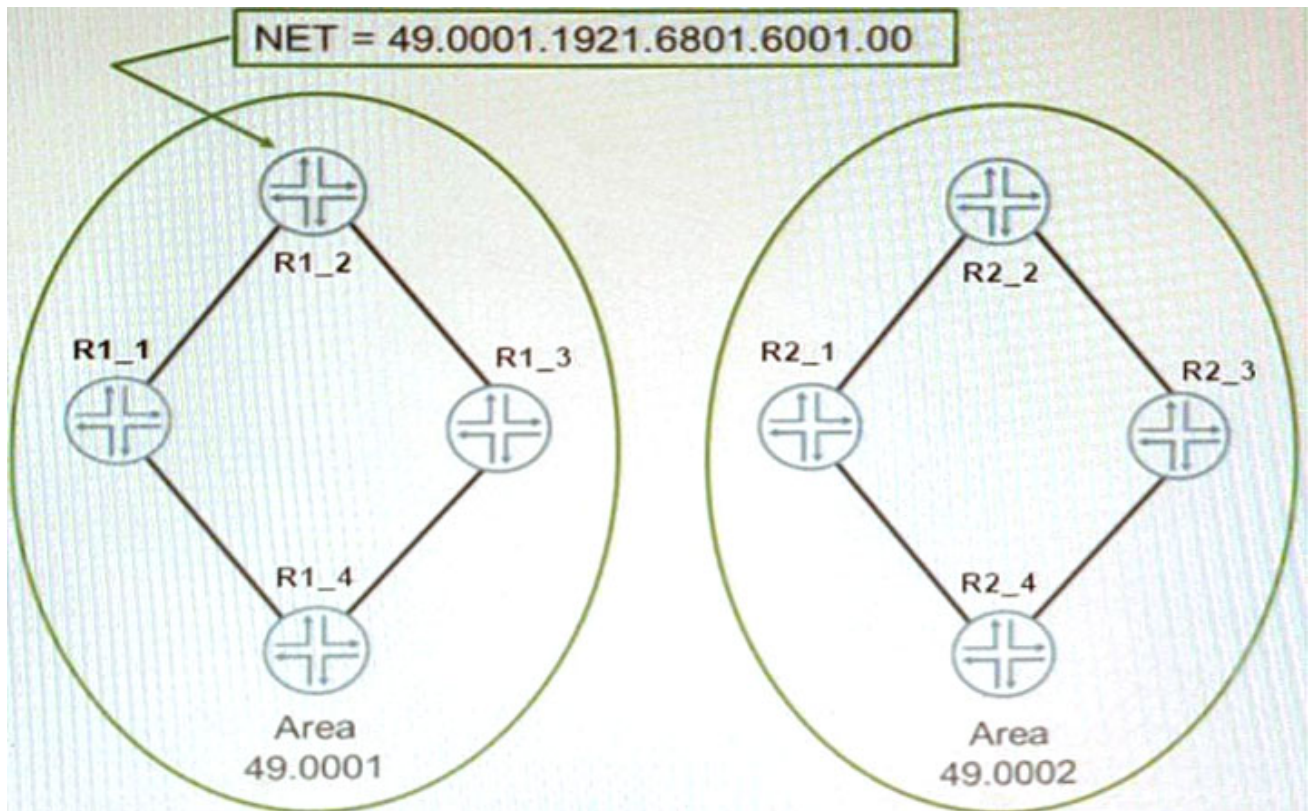 NET = 49.0001.1921.6801.6001.00
R1_2
R1_1
R1_3
R1_4
Area
49.0001
R2_2
R2_1
R2_3
R2_4
Area
49.0002